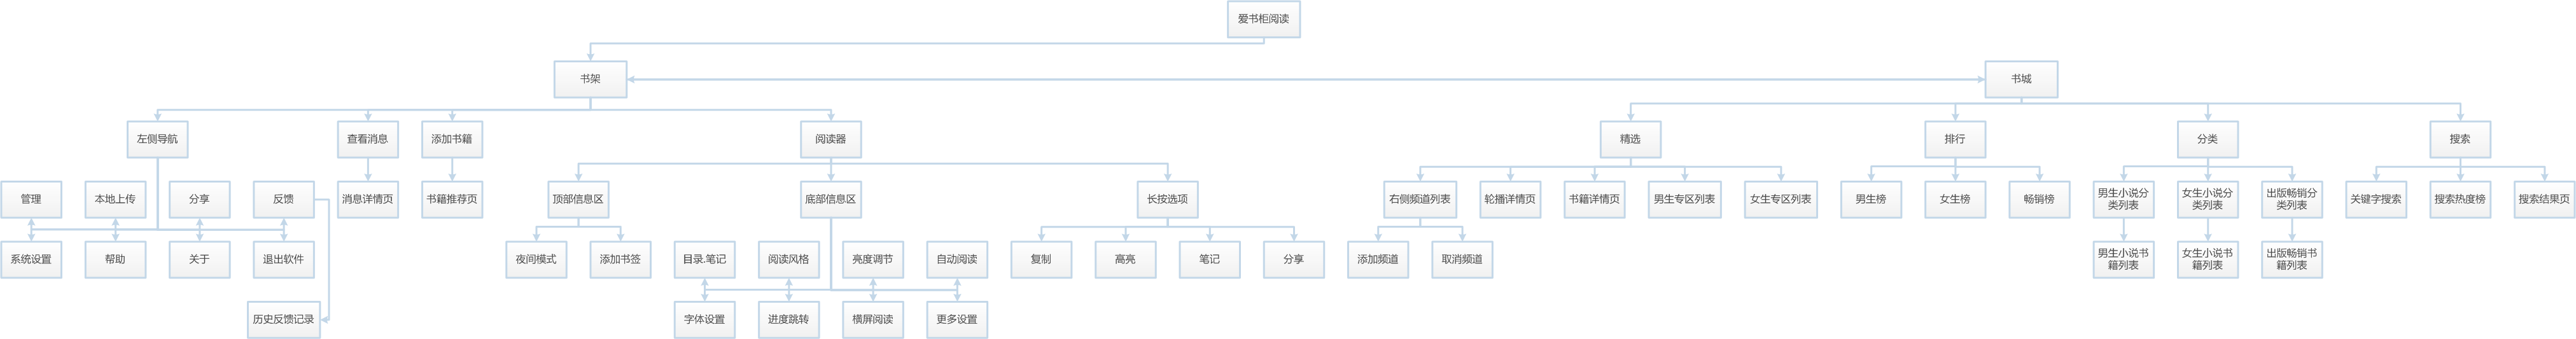 爱书柜阅读
书架
书城
左侧导航
查看消息
添加书籍
阅读器
精选
排行
分类
搜索
管理
本地上传
分享
反馈
消息详情页
书籍推荐页
顶部信息区
底部信息区
长按选项
右侧频道列表
轮播详情页
书籍详情页
男生专区列表
女生专区列表
男生榜
女生榜
畅销榜
男生小说分
类列表
女生小说分
类列表
出版畅销分
类列表
关键字搜索
搜索热度榜
搜索结果页
系统设置
帮助
关于
退出软件
夜间模式
添加书签
目录.笔记
阅读风格
亮度调节
自动阅读
复制
高亮
笔记
分享
添加频道
取消频道
男生小说书
籍列表
女生小说书
籍列表
出版畅销书
籍列表
历史反馈记录
字体设置
进度跳转
横屏阅读
更多设置